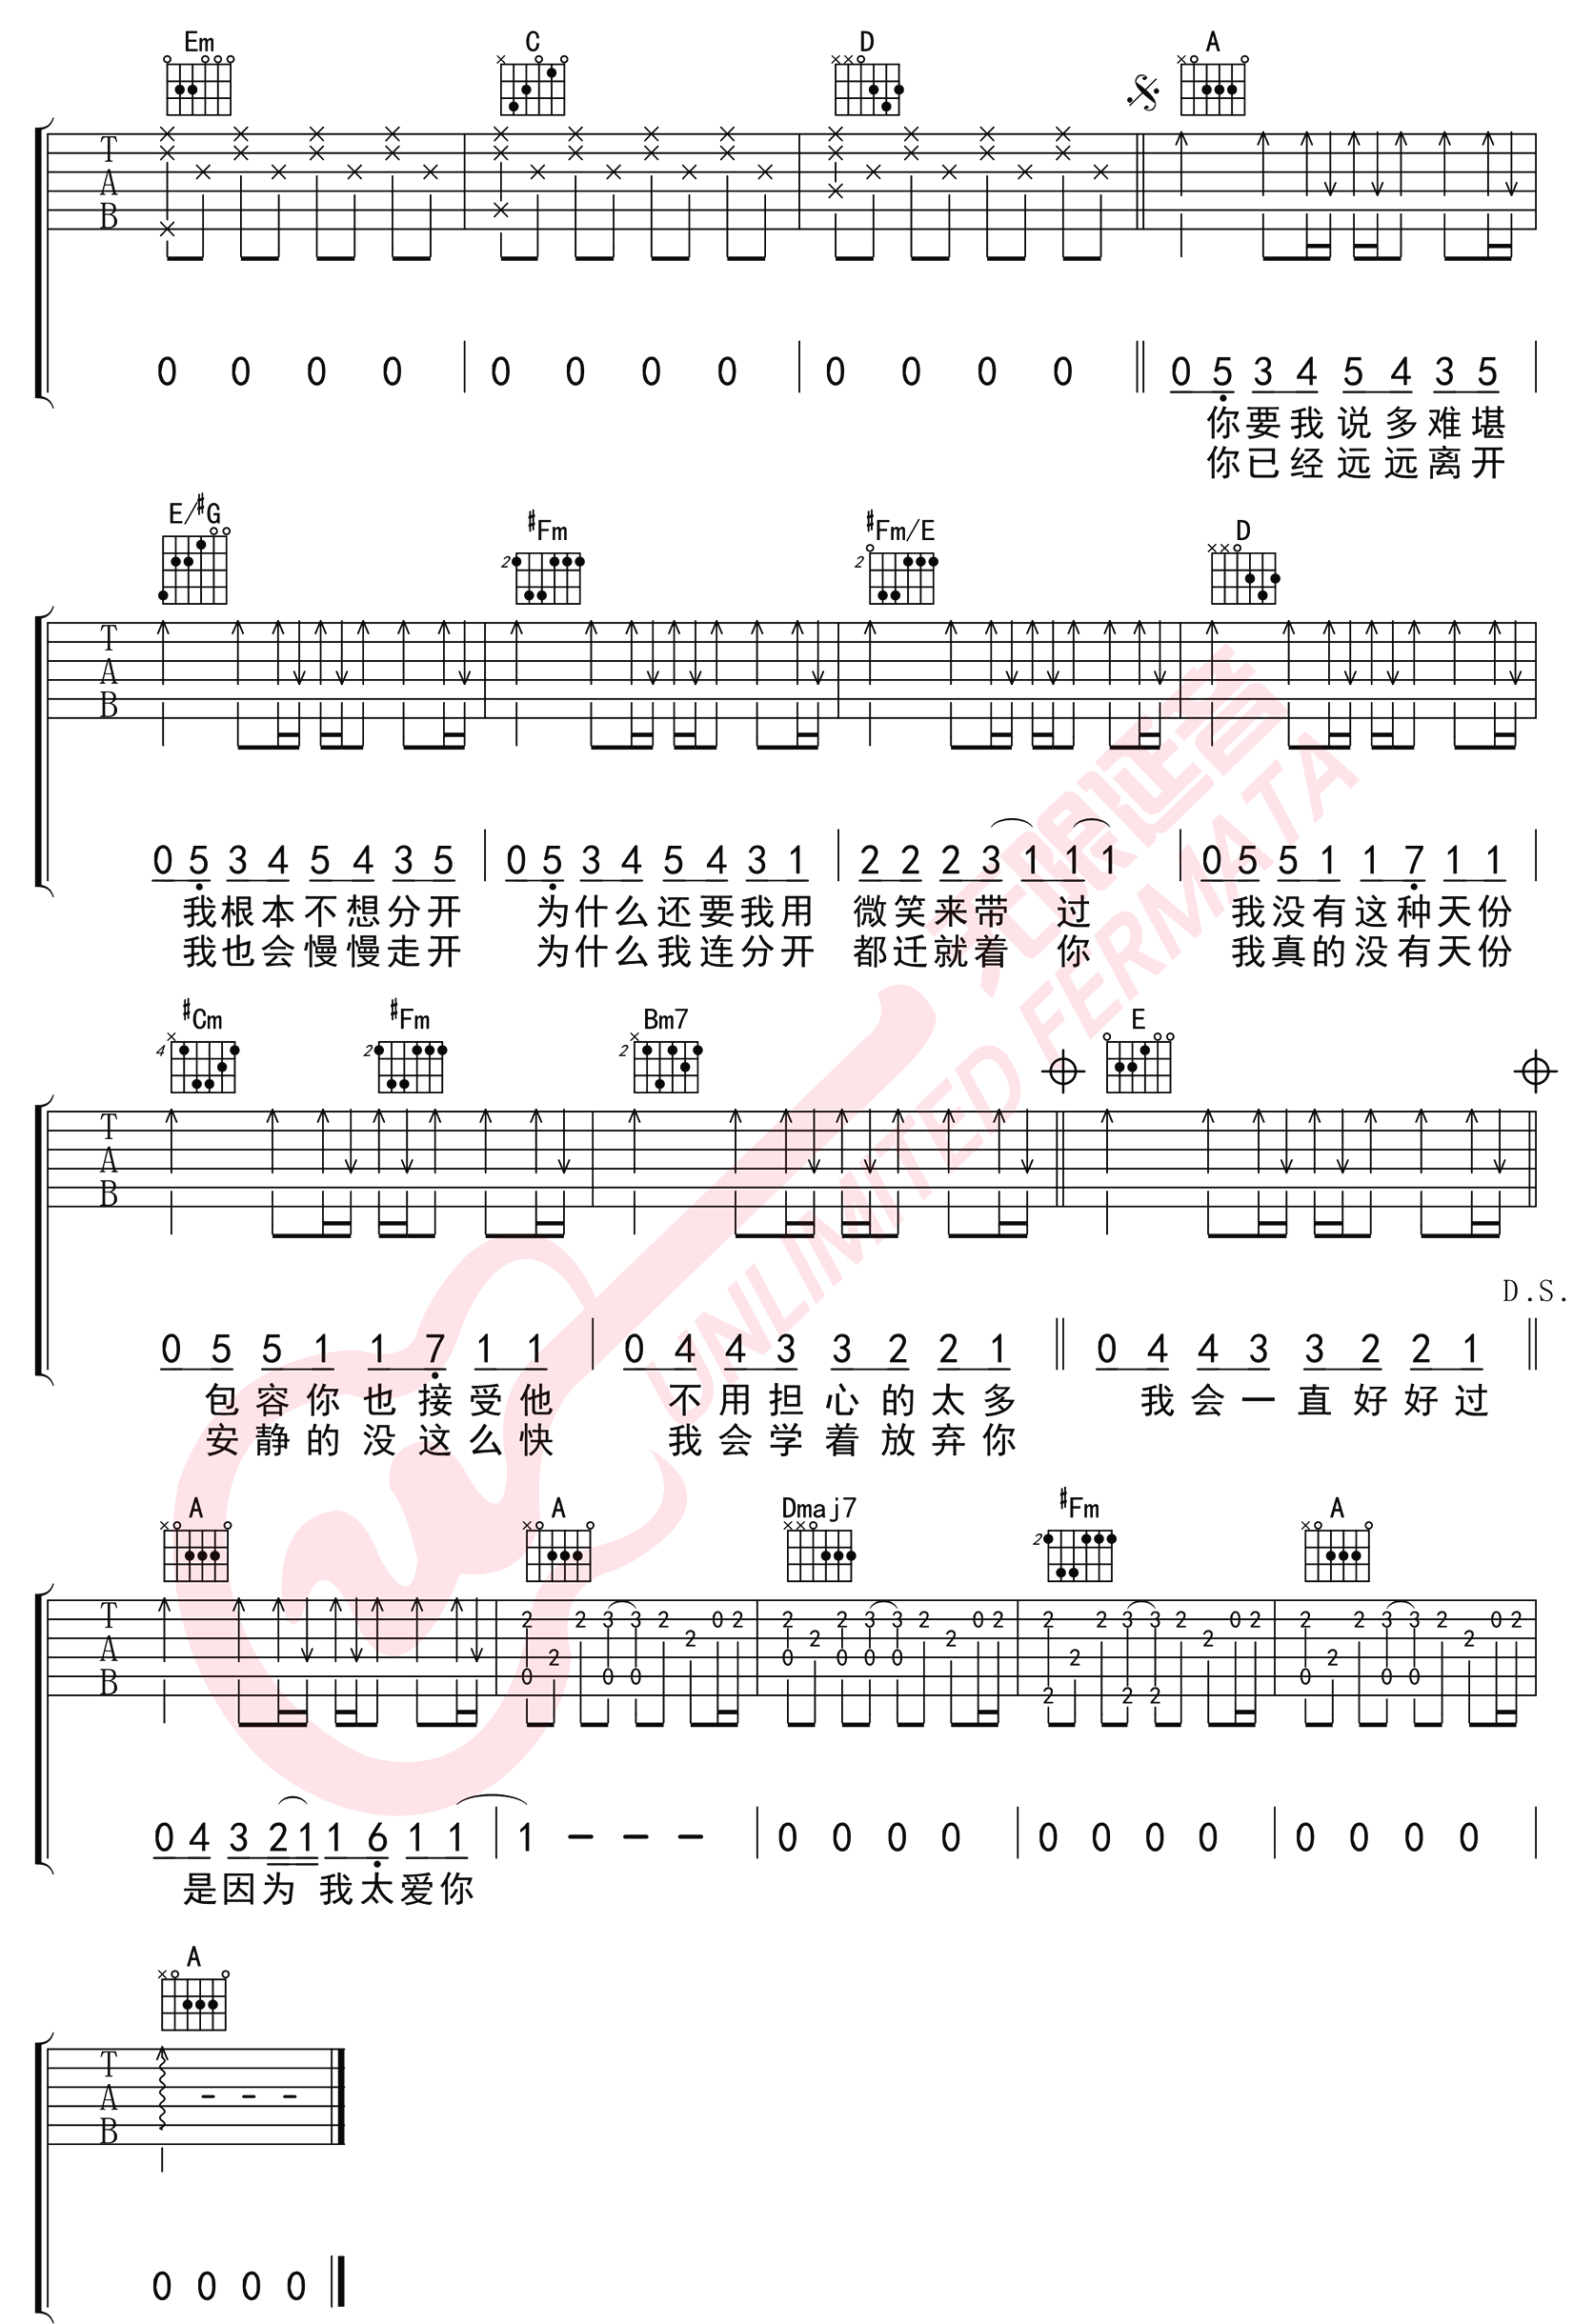 Em C D A
T A B
0 0 0 0 0 0 0 0 0 0 0 0 0 5 3 4 5 4 3 5
你要我说多难堪
你已经远远离开
E/#G #Fm #Fm/E D
2 2
T A B
0 5 3 4 5 4 3 5 0 5 3 4 5 4 3 1 2 2 2 3 1 1 1 0 5 5 1 1 7 1 1
我根本不想分开 为什么还要我用 微笑来带 过 我没有这种天份
我也会慢慢走开 为什么我连分开 都迁就着 你 我真的没有天份
#Cm #Fm Bm7 E
4 2 2
T A B
D.S.
0 5 5 1 1 7 1 1 0 4 4 3 3 2 2 1 0 4 4 3 3 2 2 1
包容你也接受他 不用担心的太多 我会一直好好过
安静的没这么快 我会学着放弃你
A A Dmaj7 #Fm A
2
T A B
2 2 3 3 2 0 2 2 2 3 3 2 0 2 2 2 3 3 2 0 2 2 2 3 3 2 0 2
2 2 2 2 2
2 0 0 0 0 2 2
0 0 0 0 0 0
2 2 2
0 4 3 2 1 1 6 1 1 1 - - - 0 0 0 0 0 0 0 0 0 0 0 0
是因为 我太爱你
A
T A B
- - -
0 0 0 0
无限延音
UNLIMITED FERMATA